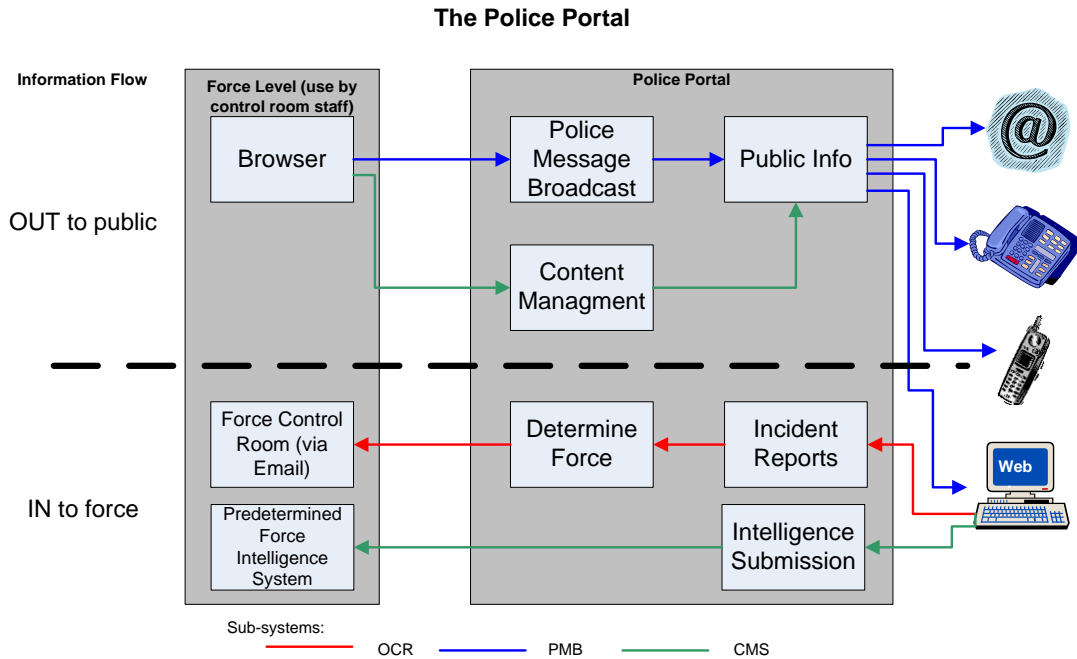 The Police Portal
Information Flow
Force Level (use by
control room staff)
Police Portal
Browser
Police
Message
Broadcast
Public Info
@
OUT to public
Content
Managment
Force Control
Room (via
Email)
Determine
Force
Incident
Reports
Web
IN to force
Predetermined
Force
Intelligence
System
Intelligence
Submission
Sub-systems:
OCR
PMB
CMS